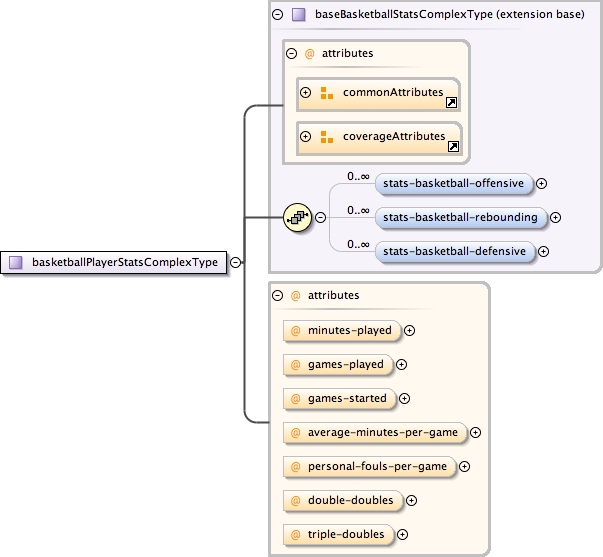 baseBasketballStatsComplexType (extension base)
@ attributes
commonAttributes
coverageAttributes
0..∞
stats-basketball-offensive
0..∞
stats-basketball-rebounding
0..∞
stats-basketball-defensive
basketballPlayerStatsComplexType
@ attributes
@ minutes-played
@ games-played
@ games-started
@ average-minutes-per-game
@ personal-fouls-per-game
@ double-doubles
@ triple-doubles